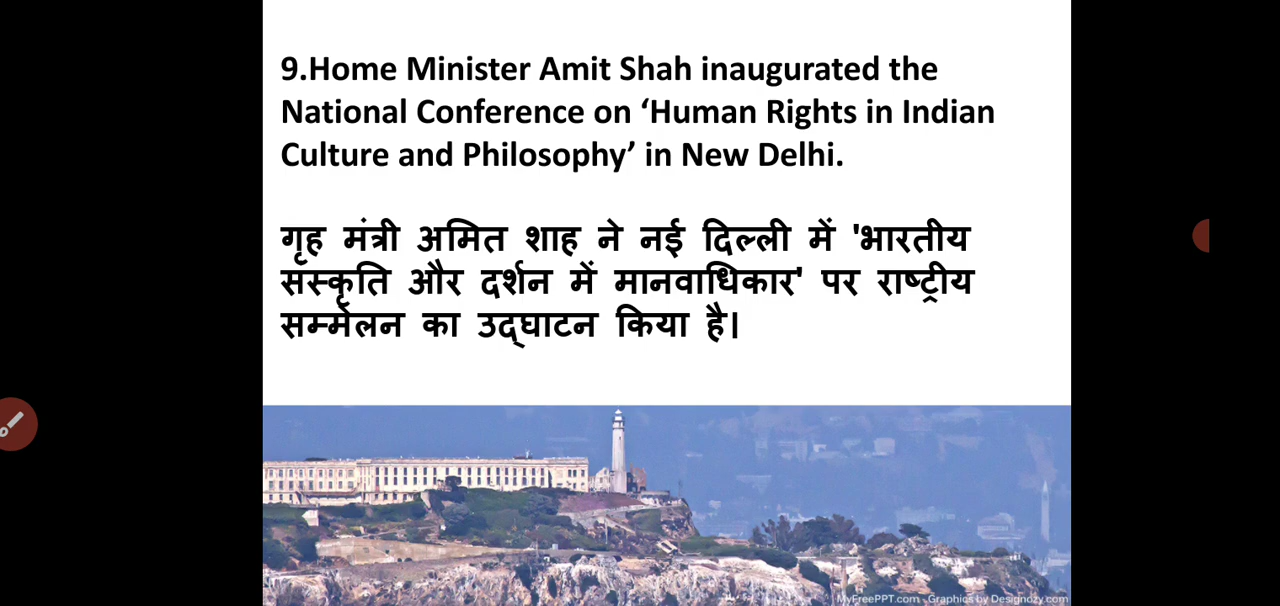 9.Home Minister Amit Shah inaugurated the
National Conference on ‘Human Rights in Indian
Culture and Philosophy’ in New Delhi.
गृह मंत्री अमित शाह ने नई दिल्ली में 'भारतीय
संस्कृति और दर्शन में मानवाधिकार' पर राष्ट्रीय
सम्मेलन का उद्घाटन किया है।
MyFreePPT.com - Graphics by Designozy.com